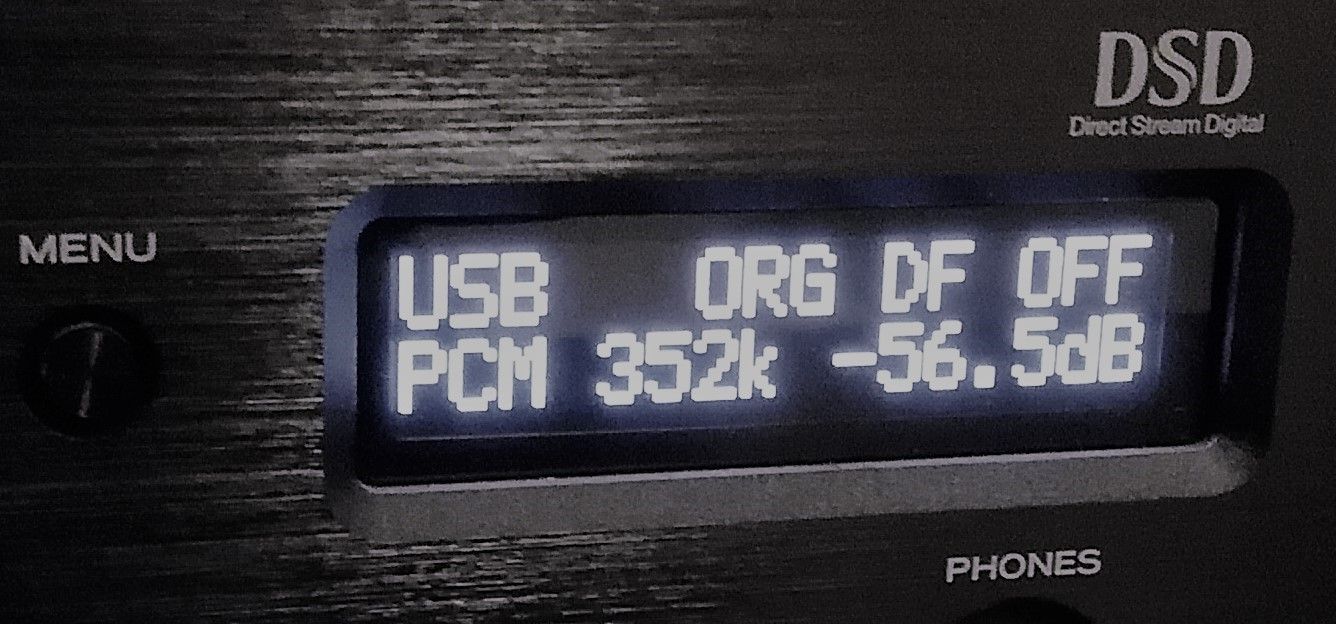 DSD
Direct Stream Digital
MENU
USB ORG DF OFF
PCM 352k -56.5dB
PHONES